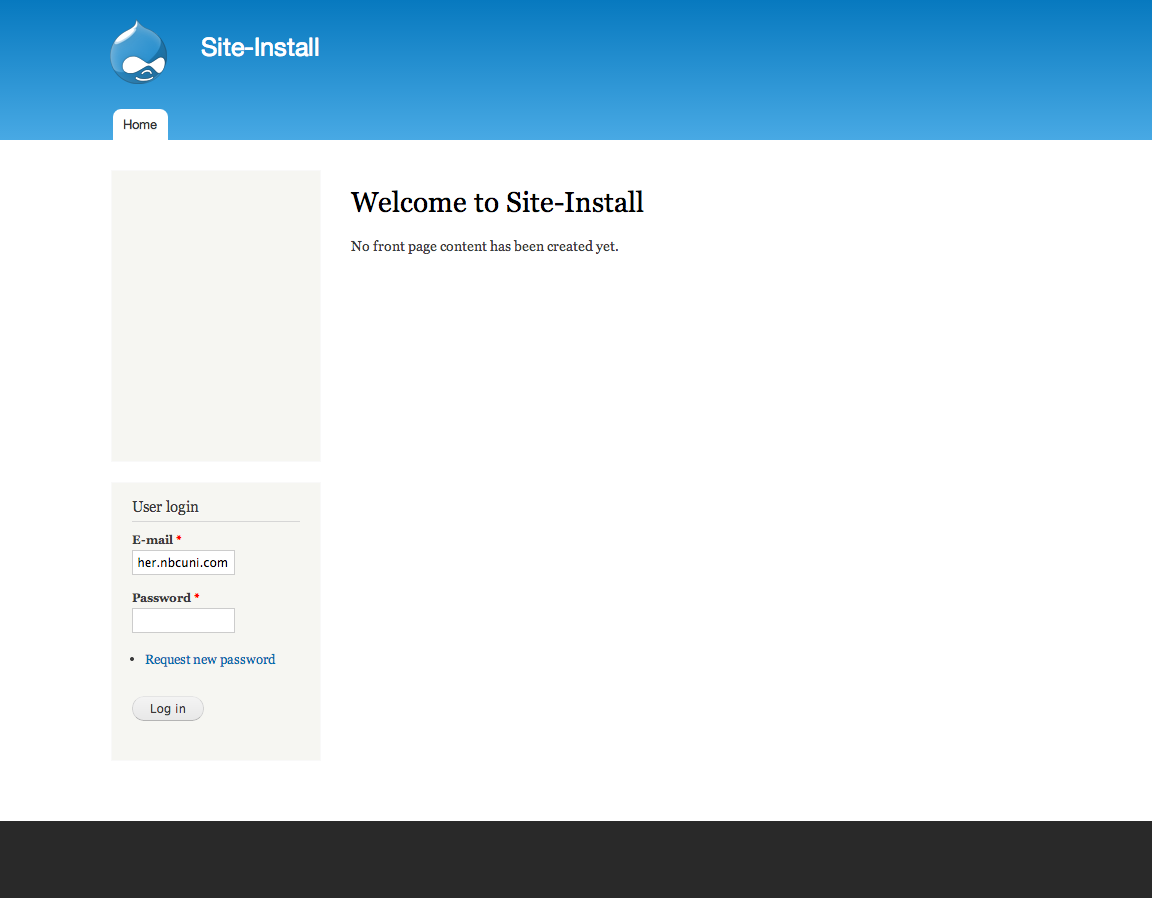 Site-Install
Home
Welcome to Site-Install
No front page content has been created yet.
User login
E-mail *
her.nbcuni.com
Password *
Request new password
Log in